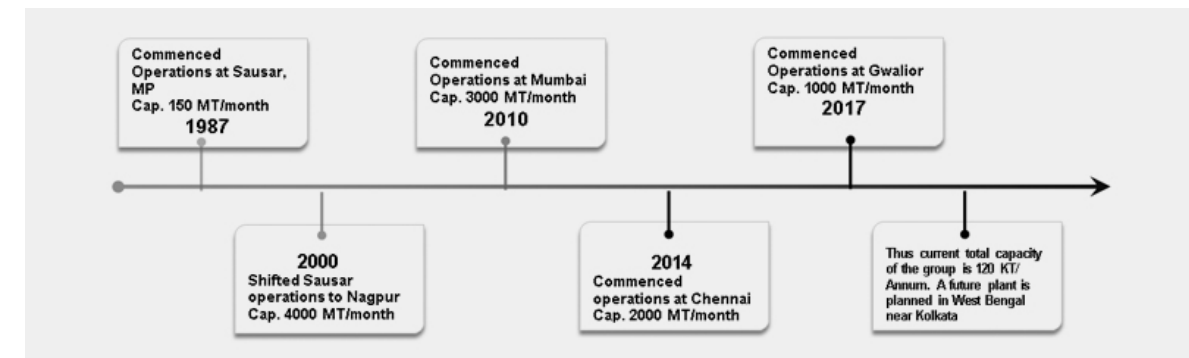 Commenced
Operations at Sausar,
MP
Cap. 150 MT/month
1987
2000
Shifted Sausar
operations to Nagpur
Cap. 4000 MT/month
Commenced
Operations at Mumbai
Cap. 3000 MT/month
2010
2014
Commenced
operations at Chennai
Cap. 2000 MT/month
Commenced
Operations at Gwalior
Cap. 1000 MT/month
2017
Thus current total capacity
of the group is 120 KT/
Annum. A future plant is
planned in West Bengal
near Kolkata